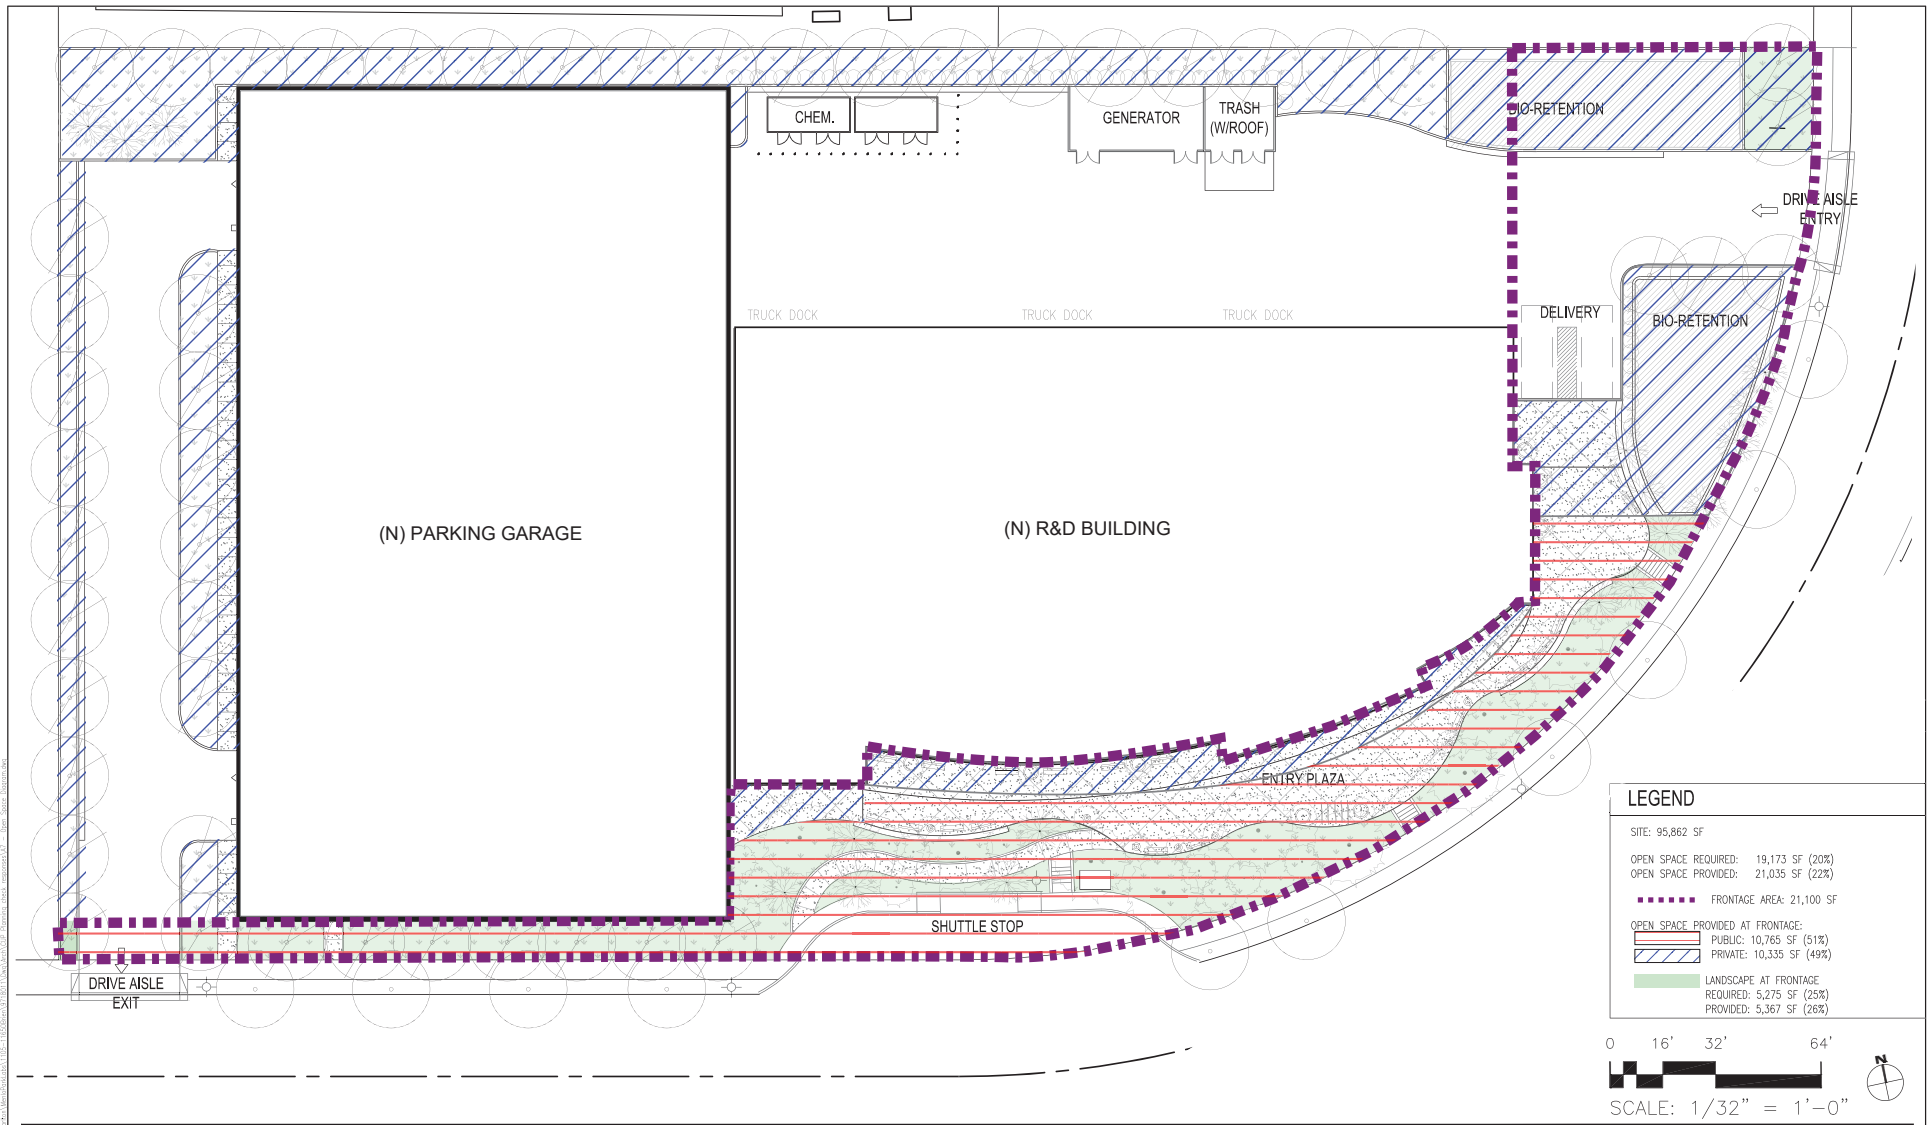 CHEM.
GENERATOR
TRASH
(W/ROOF)
BIO-RETENTION
DRIVE AISLE
ENTRY
TRUCK DOCK
TRUCK DOCK
TRUCK DOCK
DELIVERY
BIO-RETENTION
(N) PARKING GARAGE
(N) R&D BUILDING
ENTRY PLAZA
SHUTTLE STOP
DRIVE AISLE
EXIT
LEGEND
SITE: 95,862 SF
OPEN SPACE REQUIRED: 19,173 SF (20%)
OPEN SPACE PROVIDED: 21,035 SF (22%)
FRONTAGE AREA: 21,100 SF
OPEN SPACE PROVIDED AT FRONTAGE:
PUBLIC: 10,765 SF (51%)
PRIVATE: 10,335 SF (49%)
LANDSCAPE AT FRONTAGE
REQUIRED: 5,275 SF (25%)
PROVIDED: 5,367 SF (26%)
0 16' 32' 64'
N
SCALE: 1/32" = 1'-0"